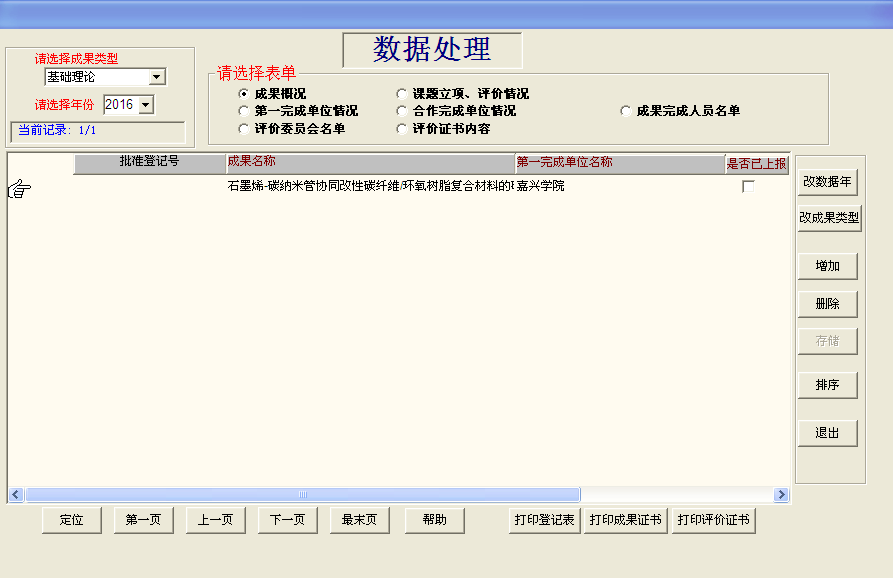 数据处理
请选择成果类型
基础理论
请选择年份 2016
当前记录: 1/1
请选择表单
成果概况
课题立项、评价情况
第一完成单位情况
合作完成单位情况
成果完成人员名单
评价委员会名单
评价证书内容
批准登记号 成果名称 第一完成单位名称 是否已上报
石墨烯-碳纳米管协同改性碳纤维/环氧树脂复合材料的 嘉兴学院
改数据年
改成果类型
增加
删除
存储
排序
退出
定位 第一页 上一页 下一页 最末页 帮助 打印登记表 打印成果证书 打印评价证书